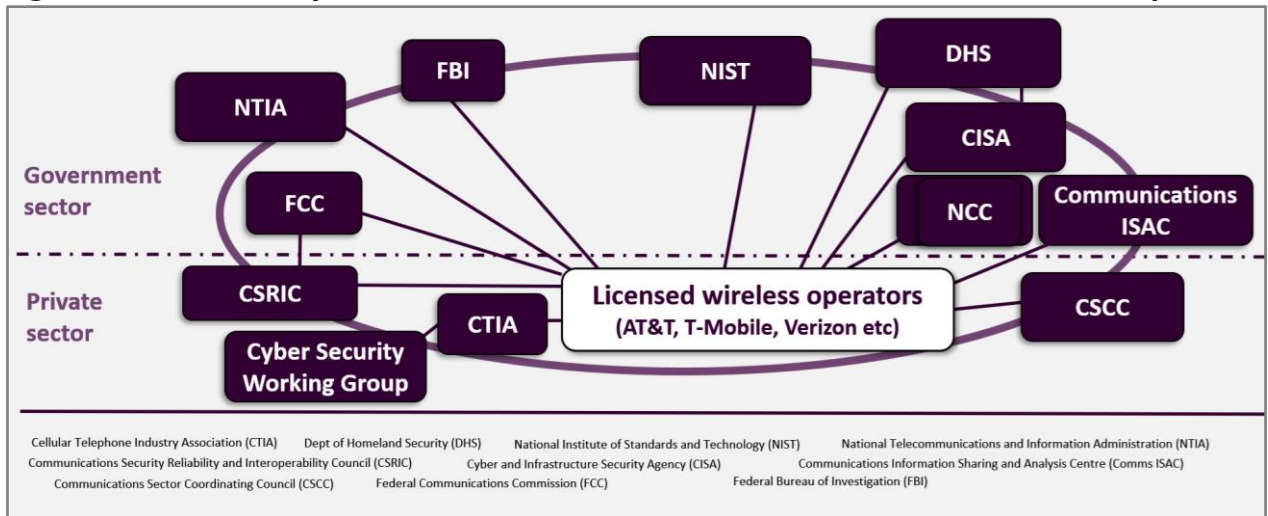 FBI
NIST
DHS
NTIA
CISA
Government
sector
FCC
NCC
Communications
ISAC
Private
sector
CSRIC
CTIA
Licensed wireless operators
(AT&T, T-Mobile, Verizon etc)
CSCC
Cyber Security
Working Group
Cellular Telephone Industry Association (CTIA) Dept of Homeland Security (DHS) National Institute of Standards and Technology (NIST) National Telecommunications and Information Administration (NTIA)
Communications Security Reliability and Interoperability Council (CSRIC) Cyber and Infrastructure Security Agency (CISA) Communications Information Sharing and Analysis Centre (Comms ISAC)
Communications Sector Coordinating Council (CSCC) Federal Communications Commission (FCC) Federal Bureau of Investigation (FBI)